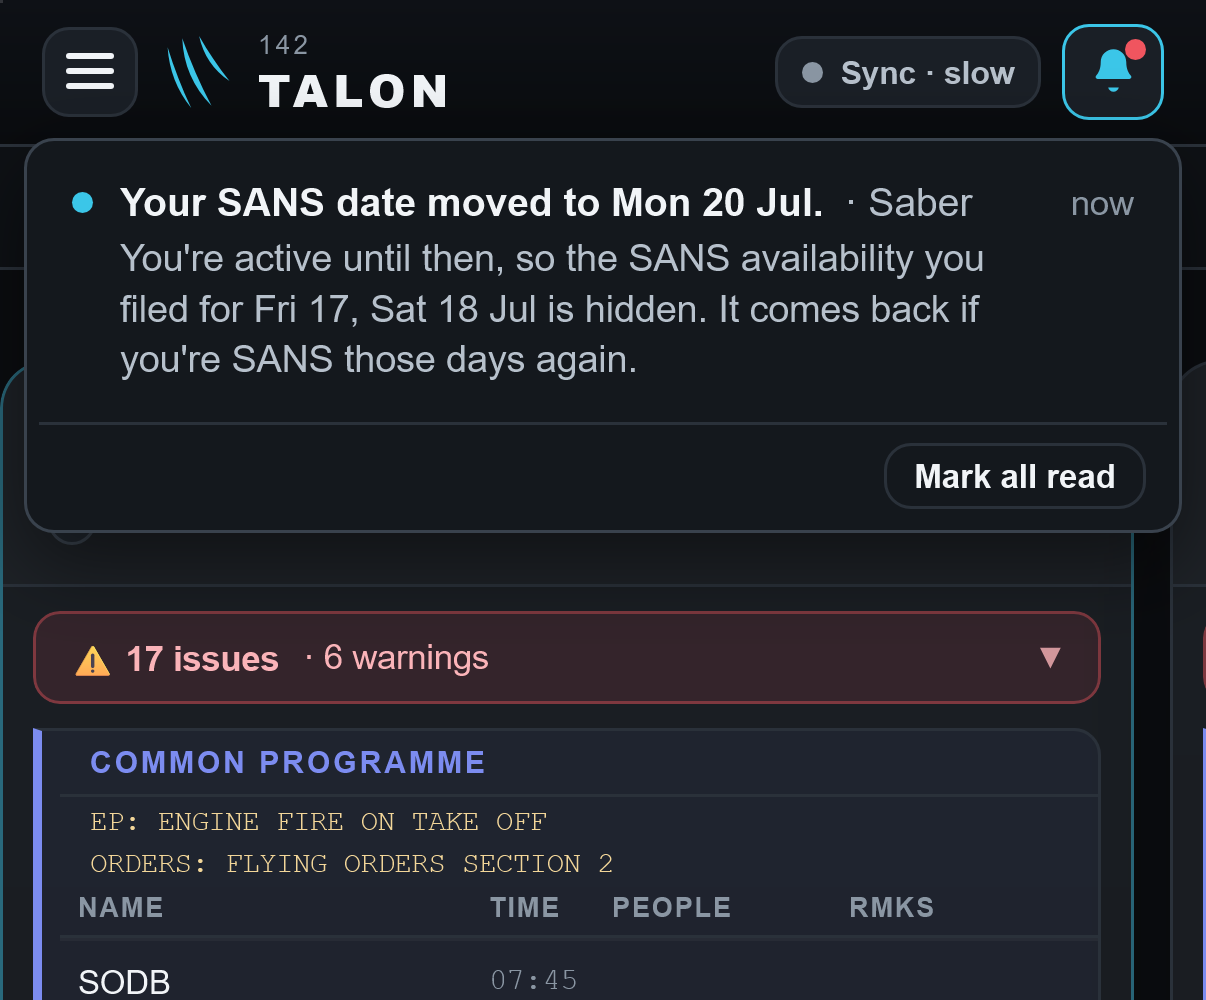 142
TALON
Sync · slow
Your SANS date moved to Mon 20 Jul. · Saber now
You're active until then, so the SANS availability you
filed for Fri 17, Sat 18 Jul is hidden. It comes back if
you're SANS those days again.
Mark all read
17 issues · 6 warnings
COMMON PROGRAMME
EP: ENGINE FIRE ON TAKE OFF
ORDERS: FLYING ORDERS SECTION 2
NAME TIME PEOPLE RMKS
SODB 07:45